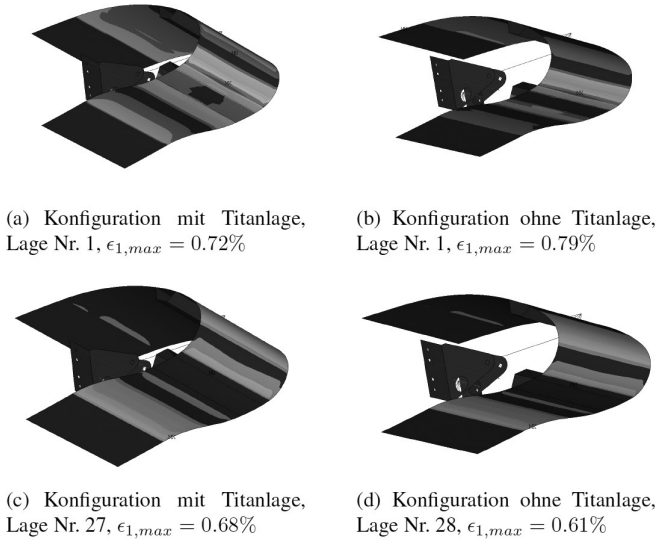 (a) Konfiguration mit Titanlage,
Lage Nr. 1, ϵ₁,ₘₐₓ = 0.72%
(b) Konfiguration ohne Titanlage,
Lage Nr. 1, ϵ₁,ₘₐₓ = 0.79%
(c) Konfiguration mit Titanlage,
Lage Nr. 27, ϵ₁,ₘₐₓ = 0.68%
(d) Konfiguration ohne Titanlage,
Lage Nr. 28, ϵ₁,ₘₐₓ = 0.61%